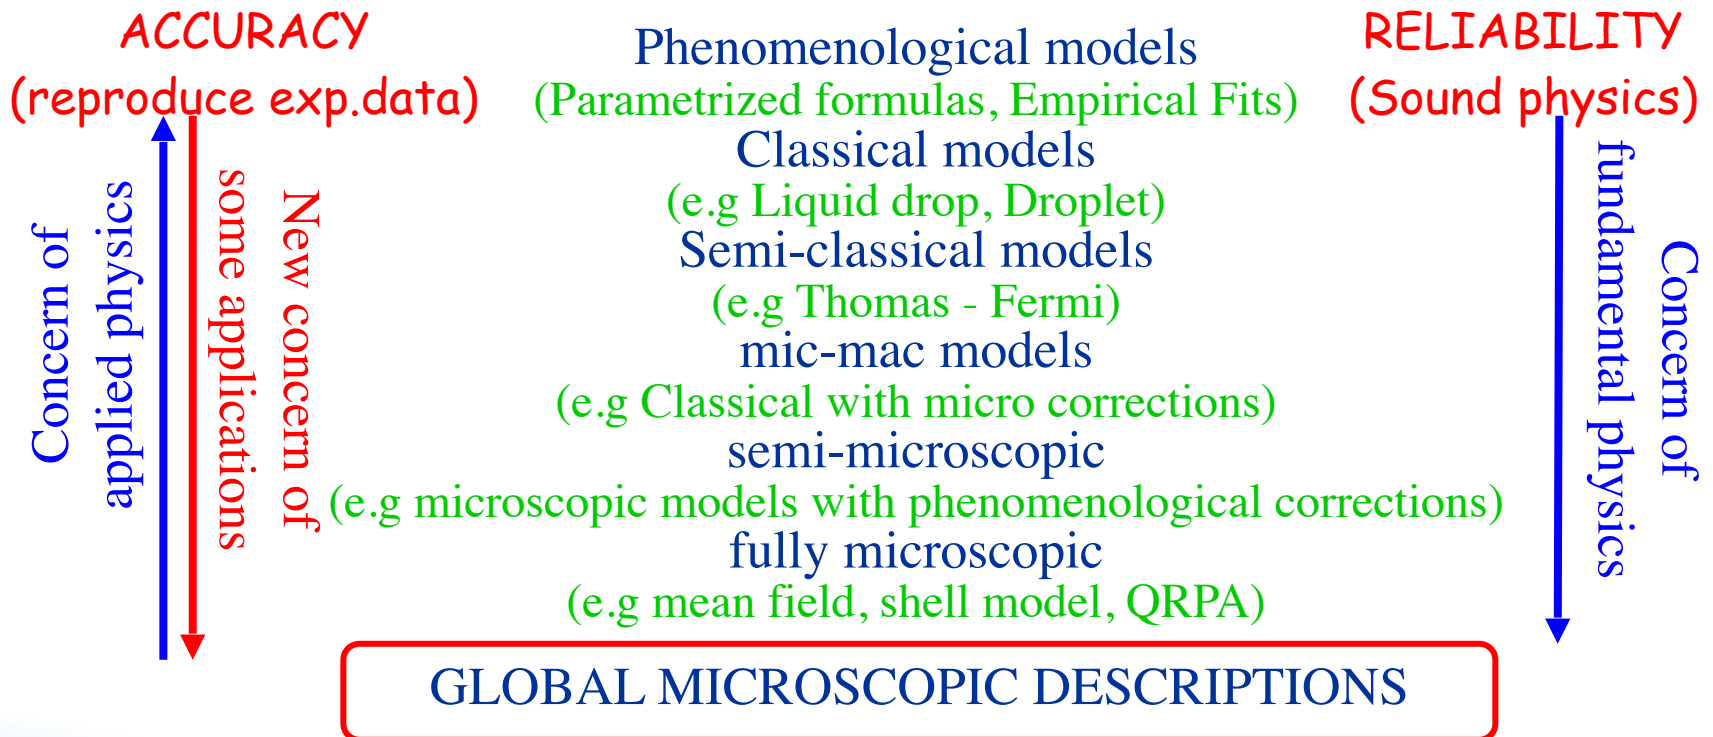 ACCURACY
(reproduce exp.data)
Concern of
applied physics
some applications
New concern of
Phenomenological models
(Parametrized formulas, Empirical Fits)
Classical models
(e.g Liquid drop, Droplet)
Semi-classical models
(e.g Thomas - Fermi)
mic-mac models
(e.g Classical with micro corrections)
semi-microscopic
(e.g microscopic models with phenomenological corrections)
fully microscopic
(e.g mean field, shell model, QRPA)
GLOBAL MICROSCOPIC DESCRIPTIONS
RELIABILITY
(Sound physics)
Concern of
fundamental physics